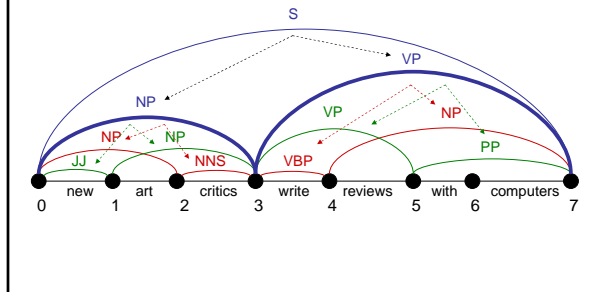 S
VP
NP
VP
NP
NP
NP
PP
JJ
NNS
VBP
new art critics write reviews with computers
0 1 2 3 4 5 6 7